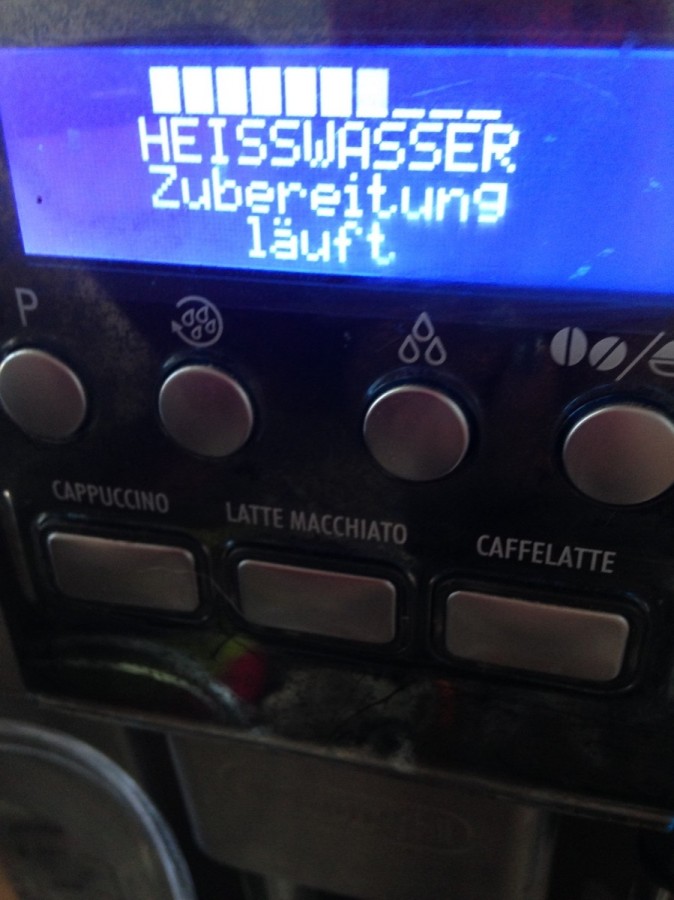 HEISSWASSER
Zubereitung
läuft
P
CAPPUCCINO
LATTE MACCHIATO
CAFFELATTE